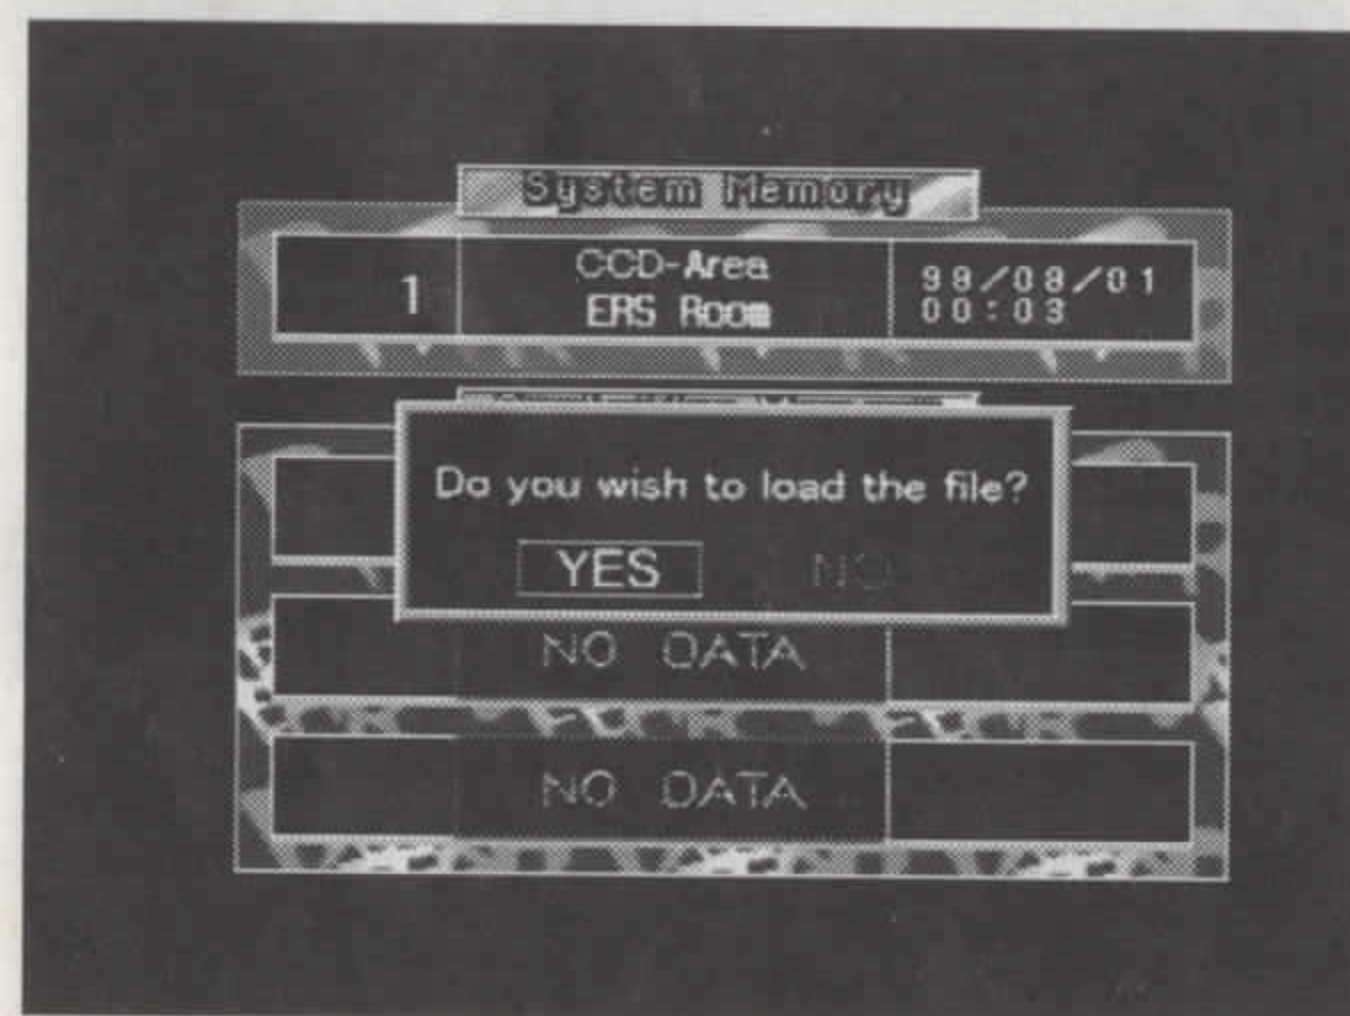 System Memory
1
CCD-Area
ERS Room
98/08/01
00:03
Do you wish to load the file?
YES NO
NO DATA
NO DATA